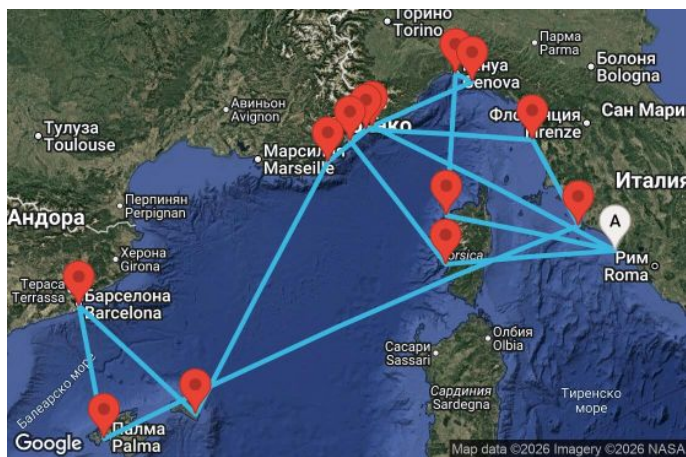 Торино
Torino
Парма
Parma
Болоня
Bologna
Генуа
Genova
Авиньон
Avignon
Флоренция
Firenze
Сан Мари
Тулуза
Toulouse
Марсилия
Marseille
Италия
Перпинян
Perpignan
Андора
A
Херона
Girona
Corsica
Рим
Roma
Тераса
Terrassa
Барселона
Barcelona
Сасари
Sassari
Олбия
Olbia
Балеарско море
Сардиния
Sardegna
Тиренско
море
Палма
Palma
Google
Map data ©2026 Imagery ©2026 NASA